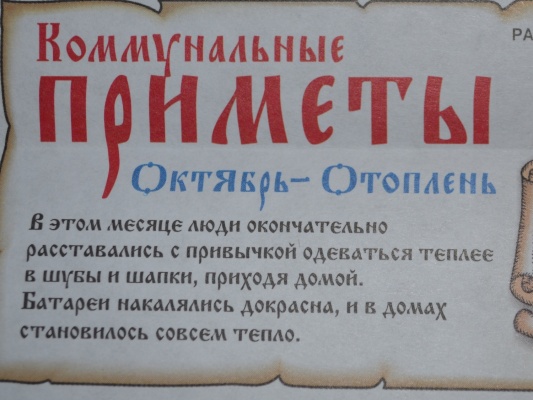 Коммунальные
приметы
Октябрь– Отоплень
В этом месяце люди окончательно
расставались с привычкой одеваться теплее
в шубы и шапки, приходя домой.
Батареи накалялись докрасна, и в домах
становилось совсем тепло.